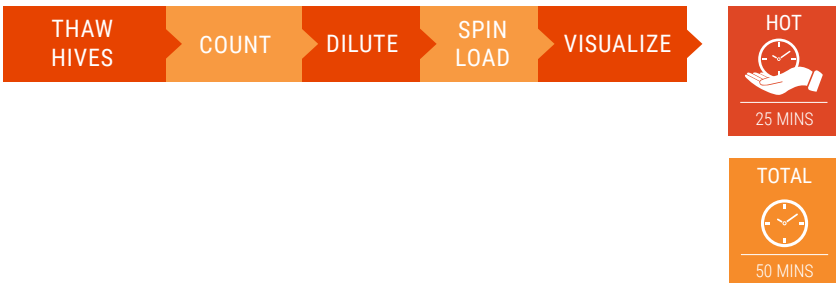 THAW
HIVES
COUNT
DILUTE
SPIN
LOAD
VISUALIZE
HOT
25 MINS
TOTAL
50 MINS